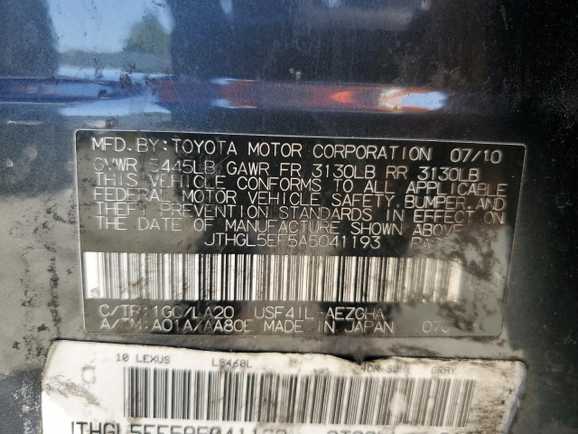 MFD. BY: TOYOTA MOTOR CORPORATION 07/10
GVWR 5445LB GAWR FR 3130LB RR 3130LB
THIS VEHICLE CONFORMS TO ALL APPLICABLE
FEDERAL MOTOR VEHICLE SAFETY, BUMPER, AND
THEFT PREVENTION STANDARDS IN EFFECT ON
THE DATE OF MANUFACTURE SHOWN ABOVE.
JTHGL5EF5A5041193
C/TR: 1G0/LA20 USF41L-AEZGHA
A/TM: A01A/AA80E MADE IN JAPAN
10 LEXUS LS460L GRAY